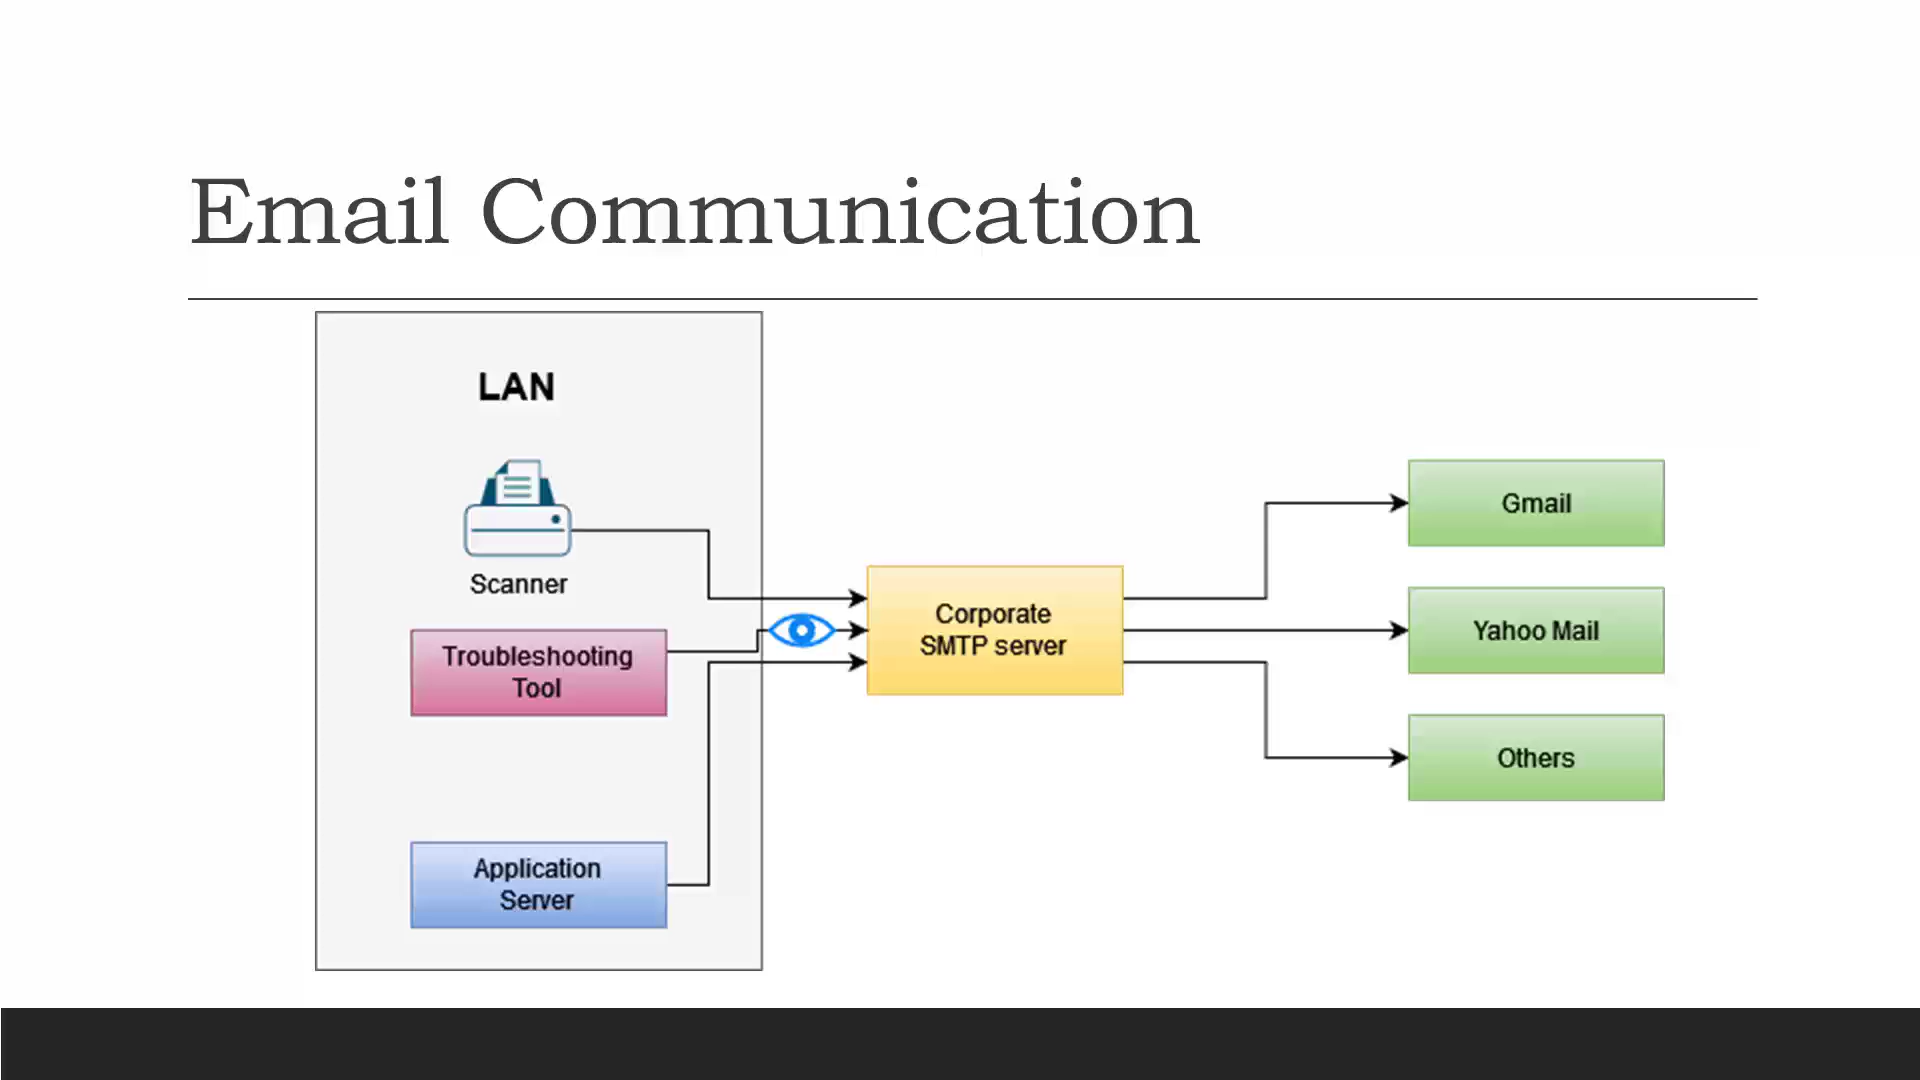 Email Communication
LAN
Scanner
Troubleshooting
Tool
Application
Server
Corporate
SMTP server
Gmail
Yahoo Mail
Others